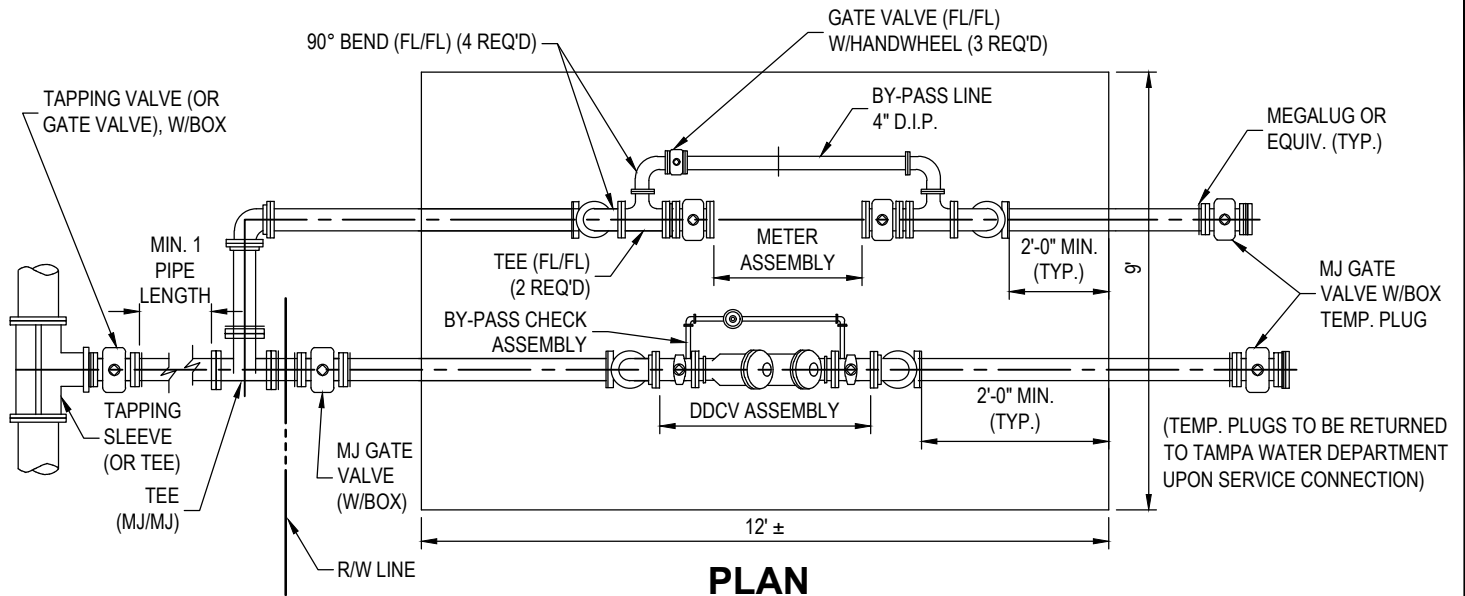 GATE VALVE (FL/FL)
W/HANDWHEEL (3 REQ'D)
90° BEND (FL/FL) (4 REQ'D)
TAPPING VALVE (OR
GATE VALVE), W/BOX
BY-PASS LINE
4" D.I.P.
MEGALUG OR
EQUIV. (TYP.)
MIN. 1
PIPE
LENGTH
TEE (FL/FL)
(2 REQ'D)
METER
ASSEMBLY
2'-0" MIN.
(TYP.)
9'
MJ GATE
VALVE W/BOX
TEMP. PLUG
BY-PASS CHECK
ASSEMBLY
TAPPING
SLEEVE
(OR TEE)
TEE
(MJ/MJ)
MJ GATE
VALVE
(W/BOX)
DDCV ASSEMBLY
2'-0" MIN.
(TYP.)
(TEMP. PLUGS TO BE RETURNED
TO TAMPA WATER DEPARTMENT
UPON SERVICE CONNECTION)
12' ±
R/W LINE
PLAN